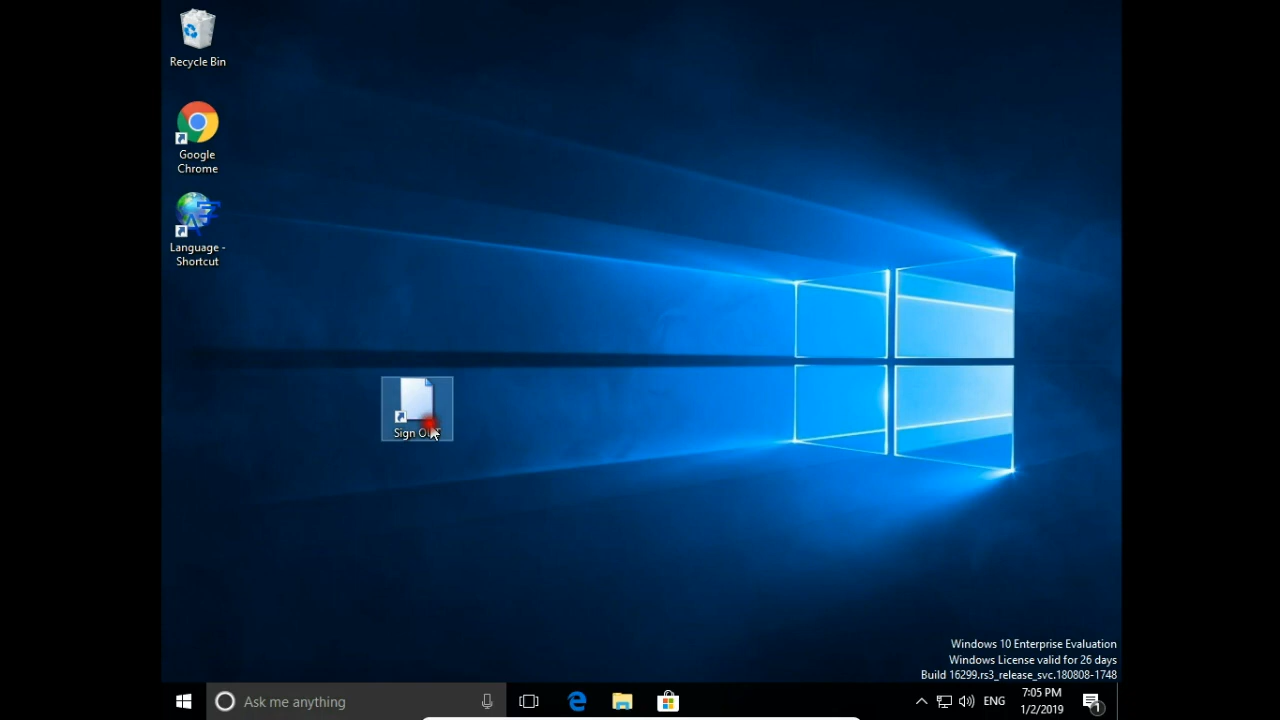 Recycle Bin
Google
Chrome
Language -
Shortcut
Sign OUT
Windows 10 Enterprise Evaluation
Windows License valid for 26 days
Build 16299.rs3_release_svc.180808-1748
Ask me anything
ENG
7:05 PM
1/2/2019
1